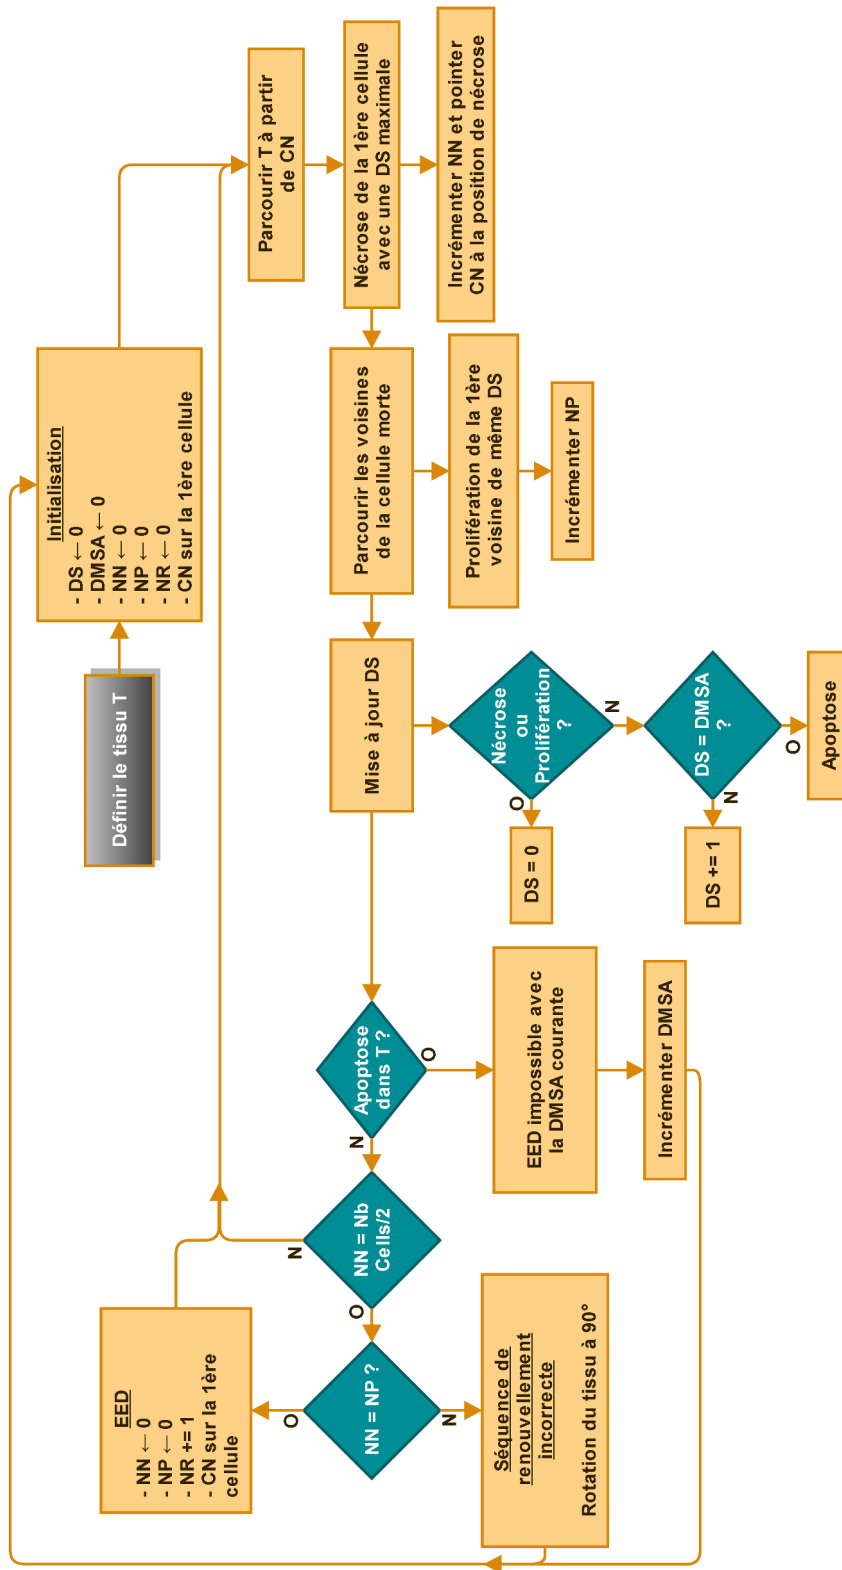 Définir le tissu T
Initialisation
- DS ← 0
- DMSA ← 0
- NN ← 0
- NP ← 0
- NR ← 0
- CN sur la 1ère cellule
Parcourir T à partir
de CN
Nécrose de la 1ère cellule
avec une DS maximale
Incrémenter NN et pointer
CN à la position de nécrose
Parcourir les voisines
de la cellule morte
Prolifération de la 1ère
voisine de même DS
Incrémenter NP
Mise à jour DS
Nécrose
ou
Prolifération
?
O
DS = 0
N
DS = DMSA
?
N
DS += 1
O
Apoptose
Apoptose
dans T ?
O
EED impossible avec
la DMSA courante
Incrémenter DMSA
N
NN = Nb
Cells/2
N
O
NN = NP ?
O
EED
- NN ← 0
- NP ← 0
- NR += 1
- CN sur la 1ère
cellule
N
Séquence de
renouvellement
incorrecte
Rotation du tissu à 90°